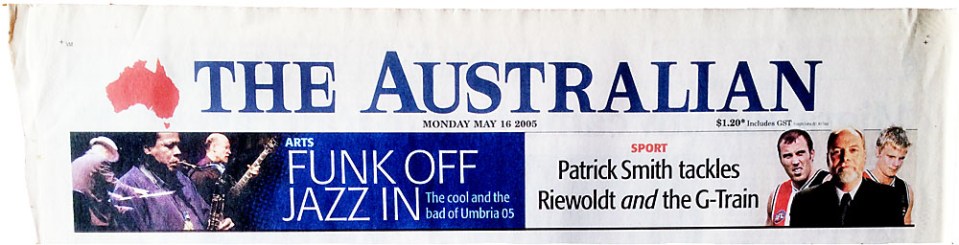 THE AUSTRALIAN
MONDAY MAY 16 2005
$1.20* Includes GST
ARTS
FUNK OFF
JAZZ IN
The cool and the
bad of Umbria 05
SPORT
Patrick Smith tackles
Riewoldt and the G-Train